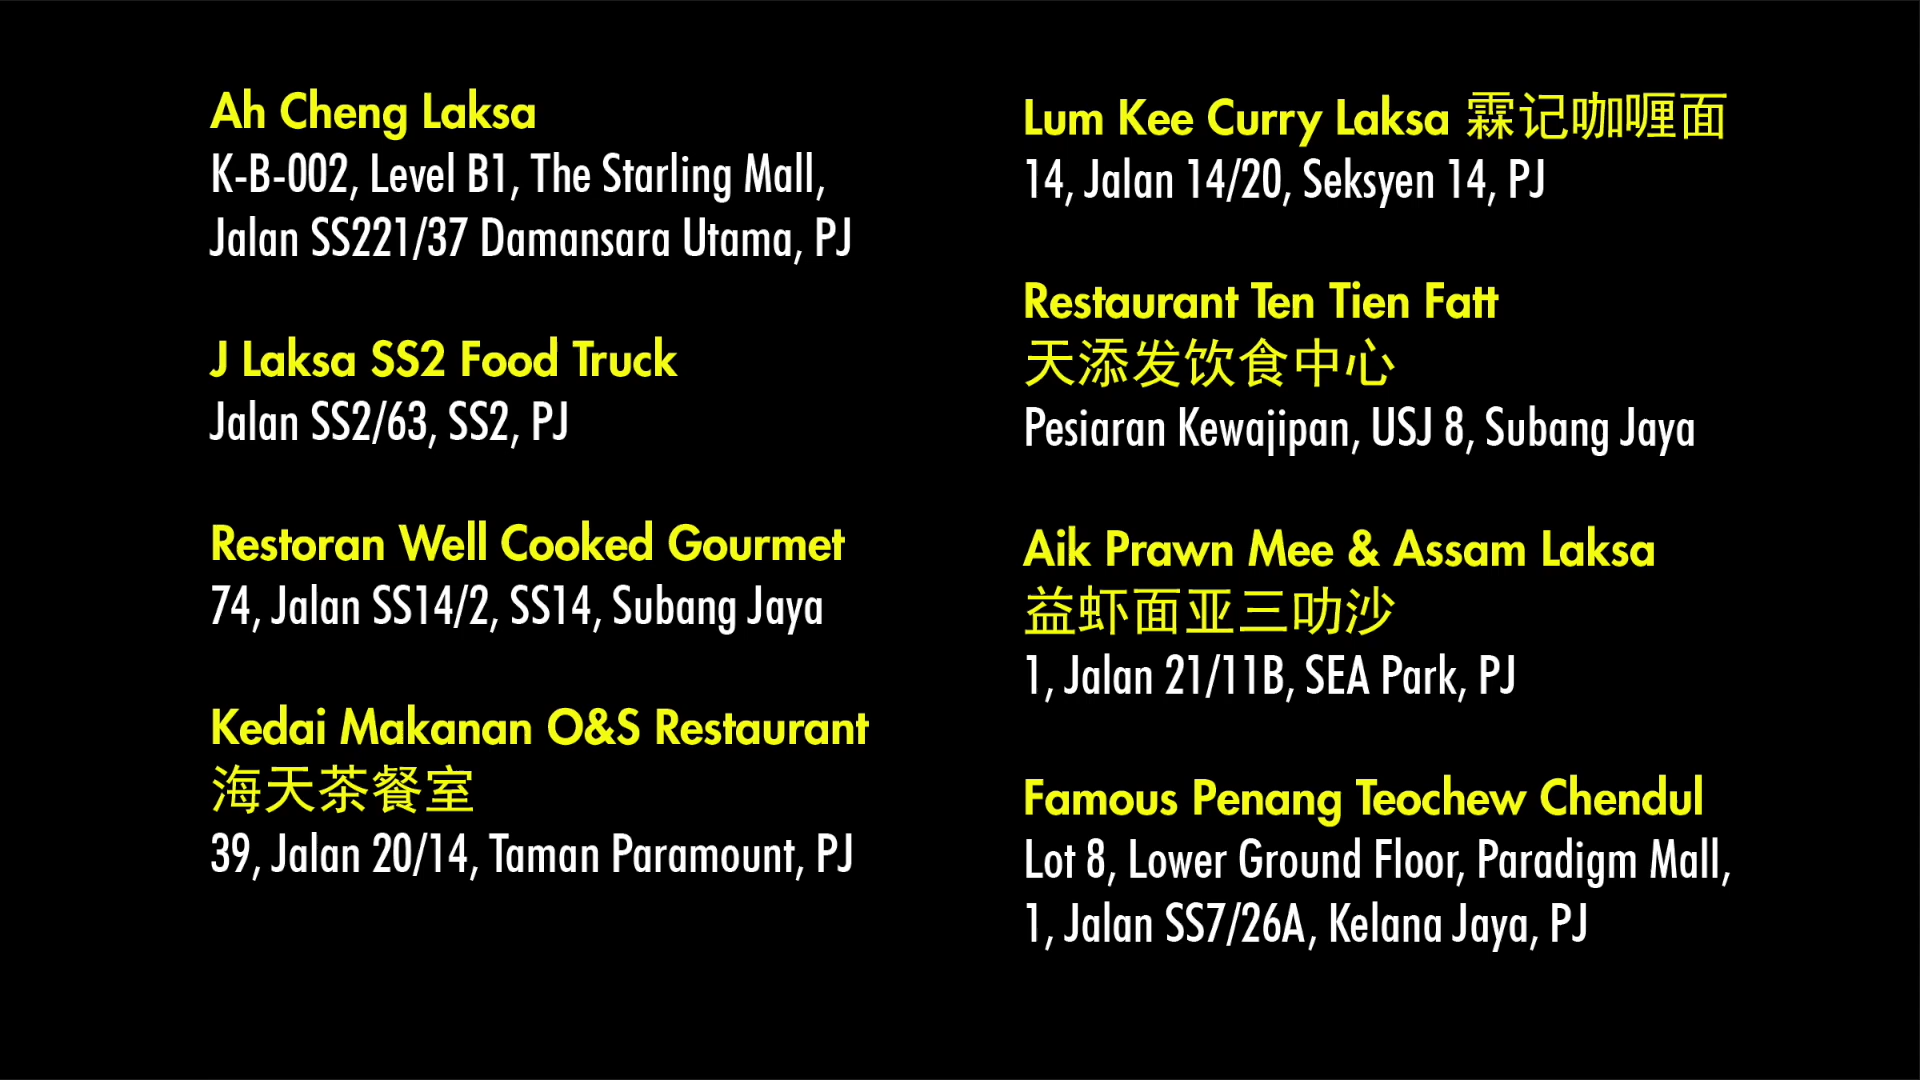 Ah Cheng Laksa
K-B-002, Level B1, The Starling Mall,
Jalan SS221/37 Damansara Utama, PJ
J Laksa SS2 Food Truck
Jalan SS2/63, SS2, PJ
Restoran Well Cooked Gourmet
74, Jalan SS14/2, SS14, Subang Jaya
Kedai Makanan O&S Restaurant
海天茶餐室
39, Jalan 20/14, Taman Paramount, PJ
Lum Kee Curry Laksa 霖记咖喱面
14, Jalan 14/20, Seksyen 14, PJ
Restaurant Ten Tien Fatt
天添发饮食中心
Pesiaran Kewajipan, USJ 8, Subang Jaya
Aik Prawn Mee & Assam Laksa
益虾面亚三叻沙
1, Jalan 21/11B, SEA Park, PJ
Famous Penang Teochew Chendul
Lot 8, Lower Ground Floor, Paradigm Mall,
1, Jalan SS7/26A, Kelana Jaya, PJ